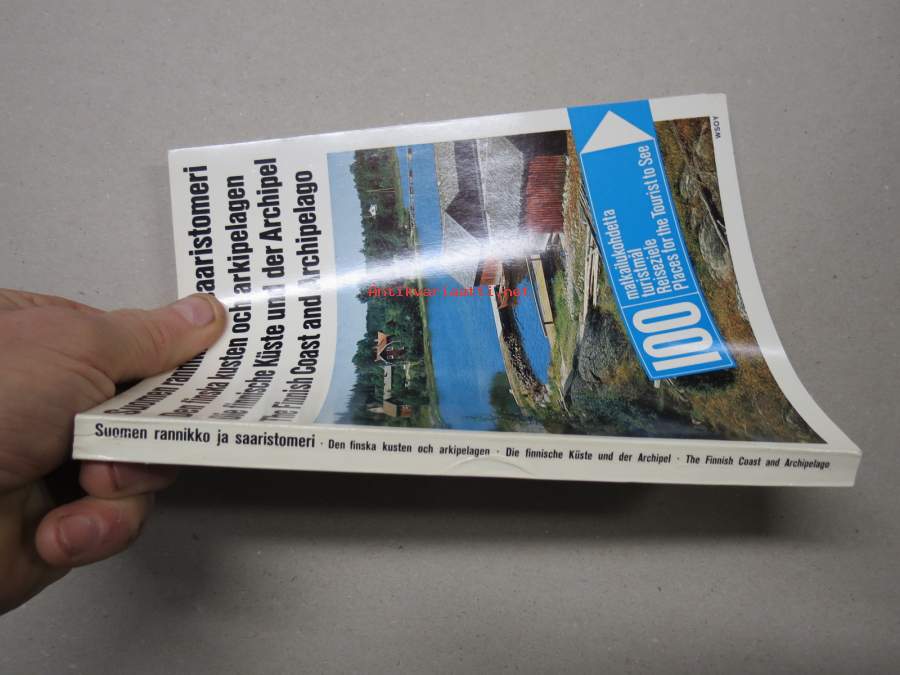 Suomen rannikko ja saaristomeri
Den finska kusten och arkipelagen
Die finnische Küste und der Archipel
The Finnish Coast and Archipelago
100
matkailukohdetta
turistmål
Reiseziele
Places for the Tourist to See
WSOY
Antikvariaatti.net
Suomen rannikko ja saaristomeri · Den finska kusten och arkipelagen · Die finnische Küste und der Archipel · The Finnish Coast and Archipelago